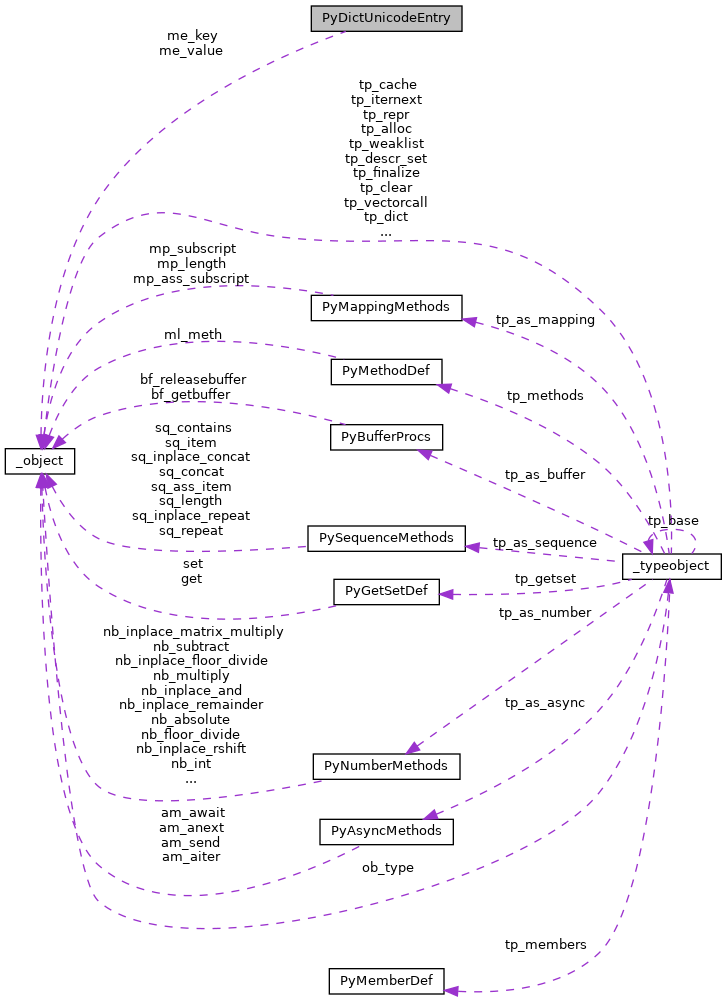 PyDictUnicodeEntry
me_key
me_value
tp_cache
tp_iternext
tp_repr
tp_alloc
tp_weaklist
tp_descr_set
tp_finalize
tp_clear
tp_vectorcall
tp_dict
...
mp_subscript
mp_length
mp_ass_subscript
PyMappingMethods
tp_as_mapping
ml_meth
PyMethodDef
tp_methods
bf_releasebuffer
bf_getbuffer
PyBufferProcs
_object
sq_contains
sq_item
sq_inplace_concat
sq_concat
sq_ass_item
sq_length
sq_inplace_repeat
sq_repeat
tp_as_buffer
tp_base
PySequenceMethods
tp_as_sequence
_typeobject
set
get
PyGetSetDef
tp_getset
tp_as_number
nb_inplace_matrix_multiply
nb_subtract
nb_inplace_floor_divide
nb_multiply
nb_inplace_and
nb_inplace_remainder
nb_absolute
nb_floor_divide
nb_inplace_rshift
nb_int
...
PyNumberMethods
tp_as_async
am_await
am_anext
am_send
am_aiter
PyAsyncMethods
ob_type
tp_members
PyMemberDef